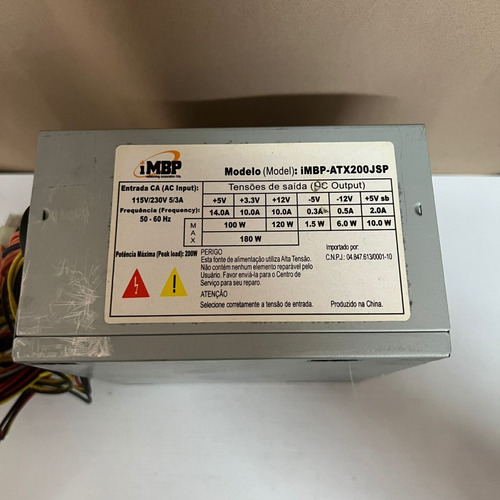 iMBP
Modelo (Model): iMBP-ATX200JSP
Entrada CA (AC Input):
115V/230V 5/3A
Frequência (Frequency):
50 - 60 Hz
Potência Máxima (Peak load): 200W
Tensões de saída (DC Output)
+5V +3.3V +12V -5V -12V +5V sb
14.0A 10.0A 10.0A 0.3A 0.5A 2.0A
MAX
100 W 120 W 1.5 W 6.0 W 10.0 W
180 W
PERIGO
Esta fonte de alimentação utiliza Alta Tensão.
Não contém nenhum elemento reparável pelo
Usuário. Favor enviá-la para o Centro de
Serviço para seu reparo.
ATENÇÃO
Selecione corretamente a tensão de entrada.
Importado por:
C.N.P.J.: 04.847.613/0001-10
Produzido na China.